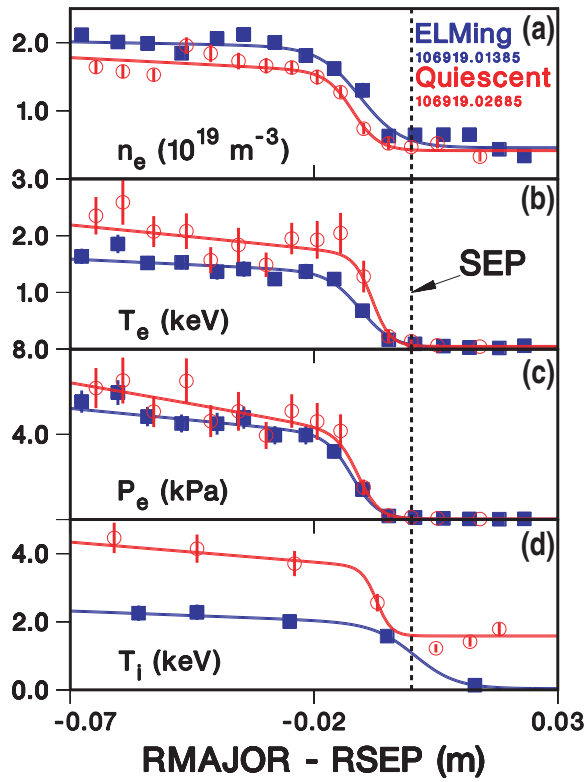 (a)
ELMing
106919.01385
Quiescent
106919.02685
2.0
1.0
nₑ (10¹⁹ m⁻³)
3.0
(b)
2.0
SEP
1.0
Tₑ (keV)
8.0
(c)
4.0
Pₑ (kPa)
(d)
4.0
2.0
Tᵢ (keV)
0.0
-0.07 -0.02 0.03
RMAJOR - RSEP (m)